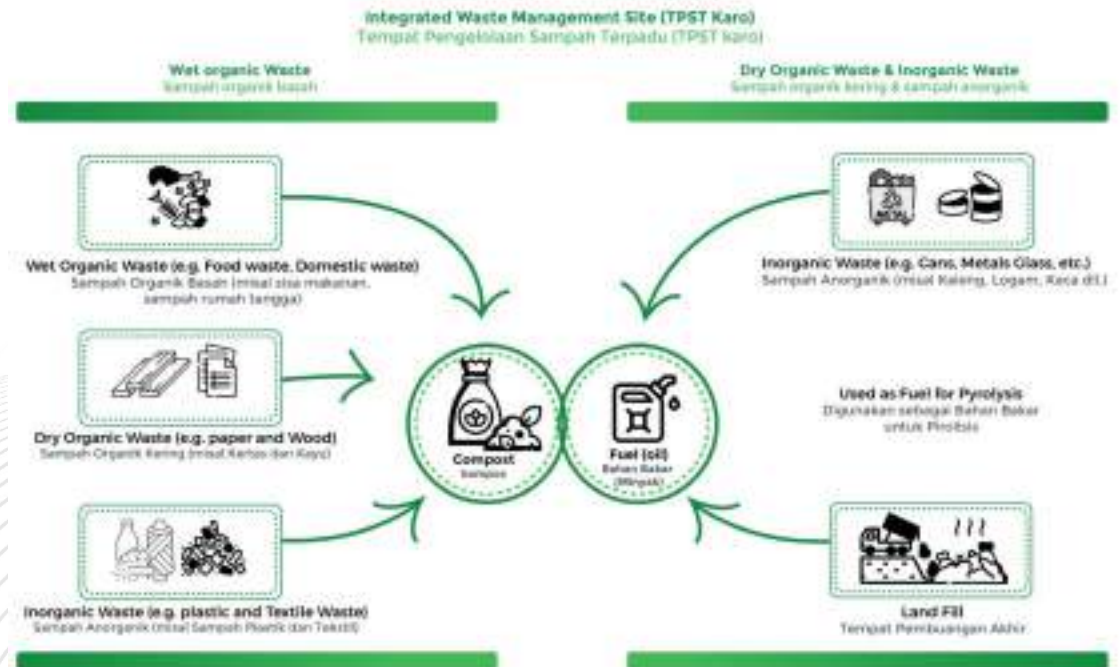 Integrated Waste Management Site (TPST Karo)
Tempat Pengelolaan Sampah Terpadu (TPST karo)
Wet organic Waste
Sampah organik basah
Dry Organic Waste & Inorganic Waste
Sampah organik kering & sampah anorganik
Wet Organic Waste (e.g. Food waste, Domestic waste)
Sampah Organik Basah (misal sisa makanan,
sampah rumah tangga)
Dry Organic Waste (e.g. paper and Wood)
Sampah Organik Kering (misal Kertas dan Kayu)
Inorganic Waste (e.g. plastic and Textile Waste)
Sampah Anorganik (misal Sampah Plastik dan Tekstil)
Compost
Fuel (oil)
Bahan Bakar
(Minyak)
METAL
Inorganic Waste (e.g. Cans, Metals Glass, etc.)
Sampah Anorganik (misal Kaleng, Logam, Kaca dll.)
Used as Fuel for Pyrolysis
Digunakan sebagai Bahan Bakar
untuk Pirolisis
Land Fill
Tempat Pembuangan Akhir